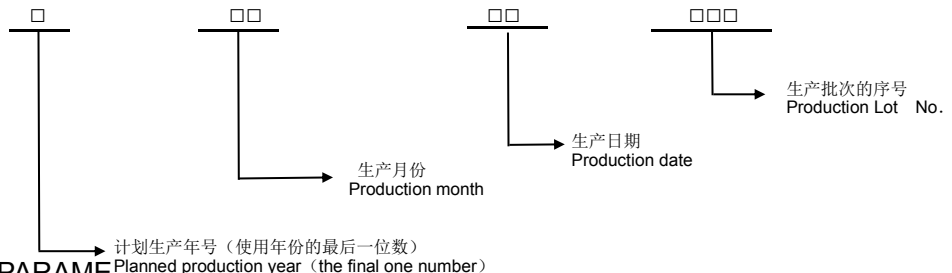 □ □□ □□ □□□
生产批次的序号
Production Lot No.
生产日期
Production date
生产月份
Production month
计划生产年号（使用年份的最后一位数）
PARAME Planned production year（the final one number）